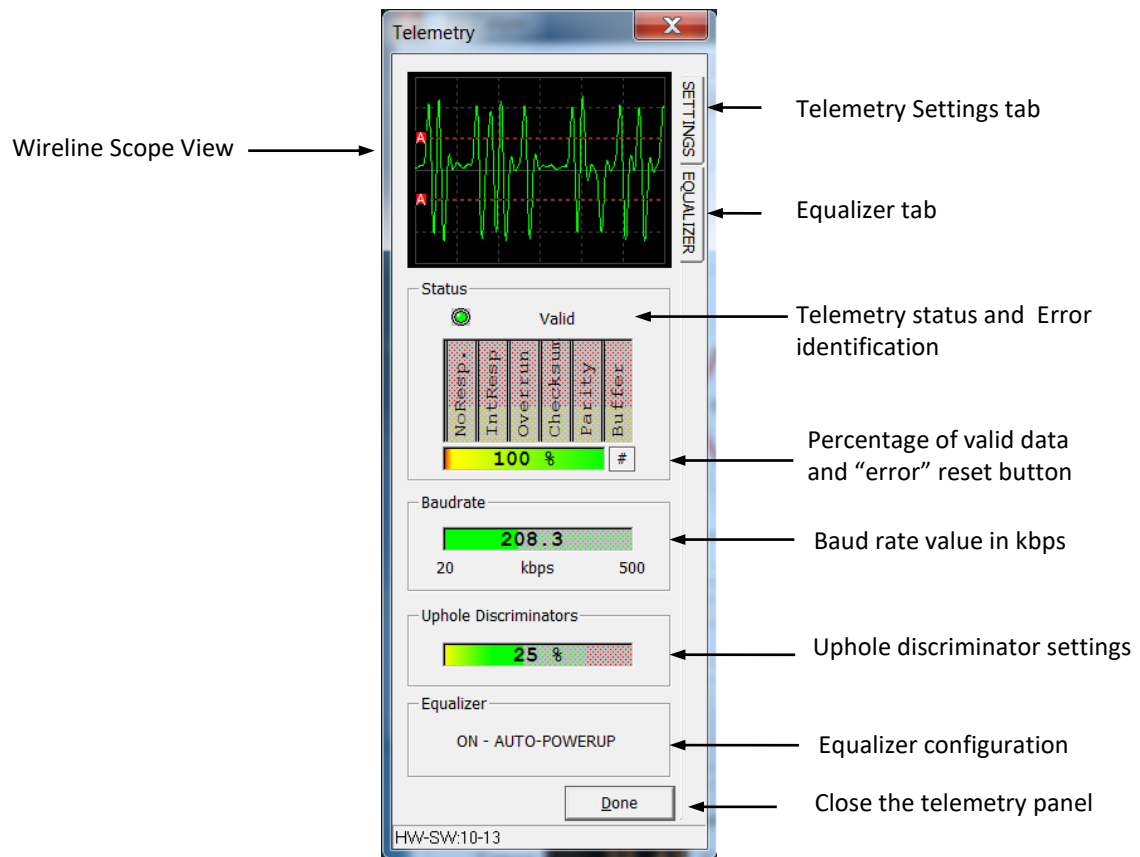 Telemetry
X
Wireline Scope View
A
A
SETTINGS
EQUALIZER
Telemetry Settings tab
Equalizer tab
Status
Valid
NoResp.
IntResp
Overrun
Checksum
Parity
Buffer
100 %
#
Telemetry status and Error
identification
Percentage of valid data
and “error” reset button
Baudrate
208.3
20 kbps 500
Baud rate value in kbps
Uphole Discriminators
25 %
Uphole discriminator settings
Equalizer
ON - AUTO-POWERUP
Equalizer configuration
Done
Close the telemetry panel
HW-SW:10-13